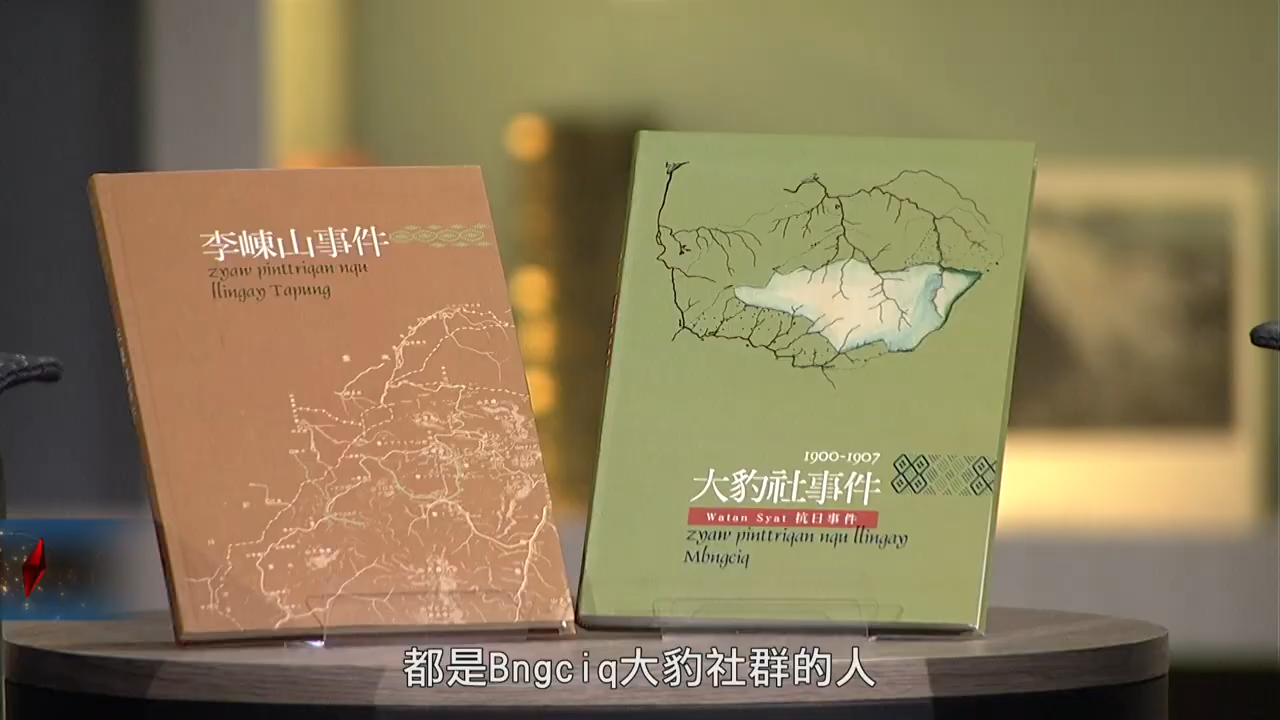 李崠山事件
zyaw pinttriqan nqu
llingay Tapung
1900-1907
大豹社事件
Watan Syat 抗日事件
zyaw pinttriqan nqu llingay
Mbngciq
都是Bngciq大豹社群的人